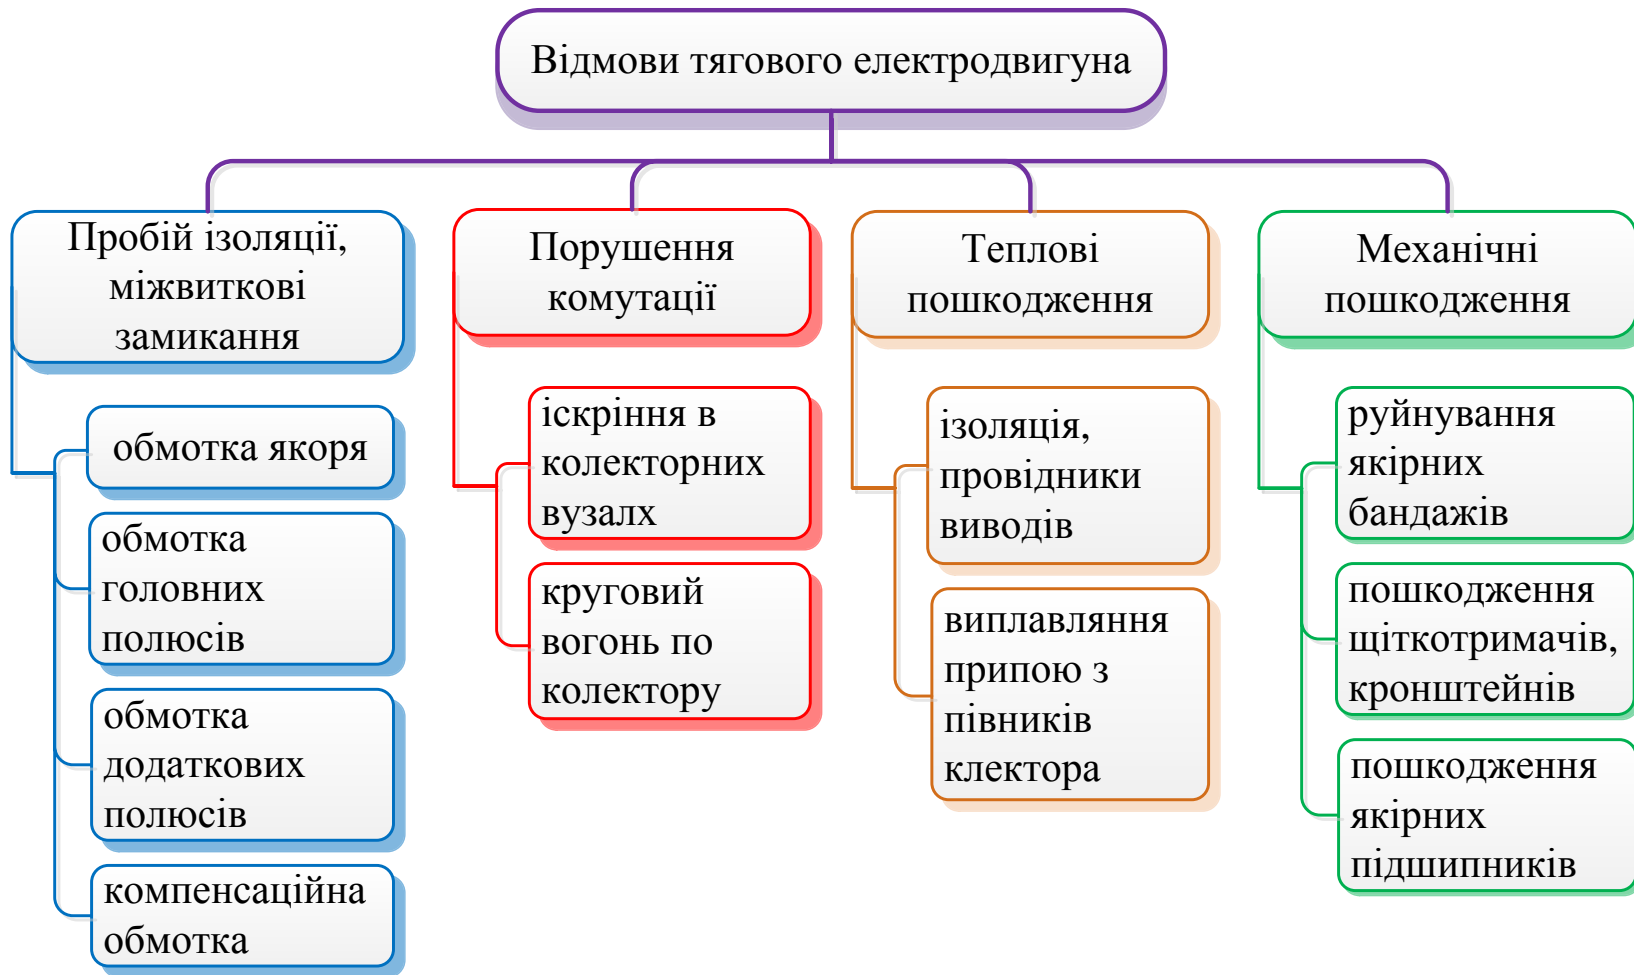 Відмови тягового електродвигуна
Пробій ізоляції,
міжвиткові
замикання
обмотка якоря
обмотка
головних
полюсів
обмотка
додаткових
полюсів
компенсаційна
обмотка
Порушення
комутації
іскріння в
колекторних
вузалх
круговий
вогонь по
колектору
Теплові
пошкодження
ізоляція,
провідники
виводів
виплавляння
припою з
півників
клектора
Механічні
пошкодження
руйнування
якірних
бандажів
пошкодження
щіткотримачів,
кронштейнів
пошкодження
якірних
підшипників